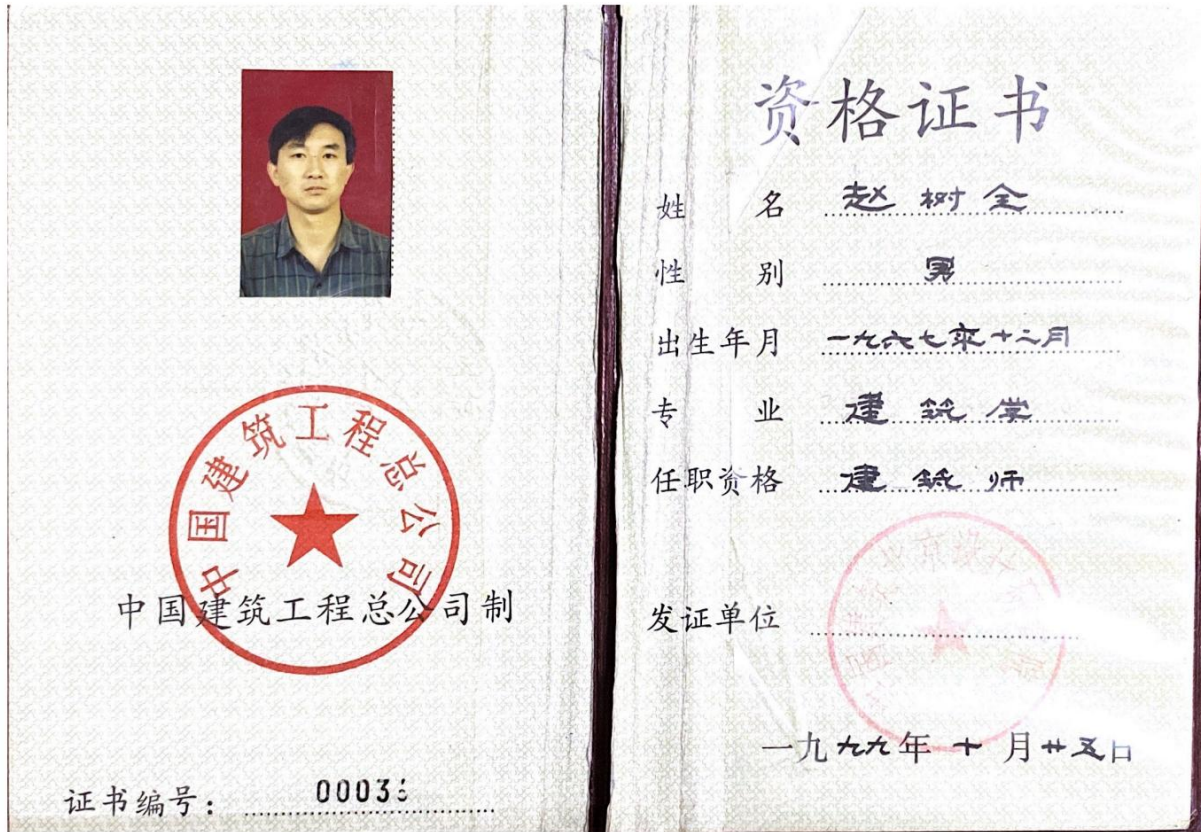 中国建筑工程总公司
中国建筑工程总公司制
证书编号：
资格证书
姓名 赵树全
性别 男
出生年月 一九六七年十二月
专业 建筑学
任职资格 建筑师
发证单位
一九九九年十月廿五日